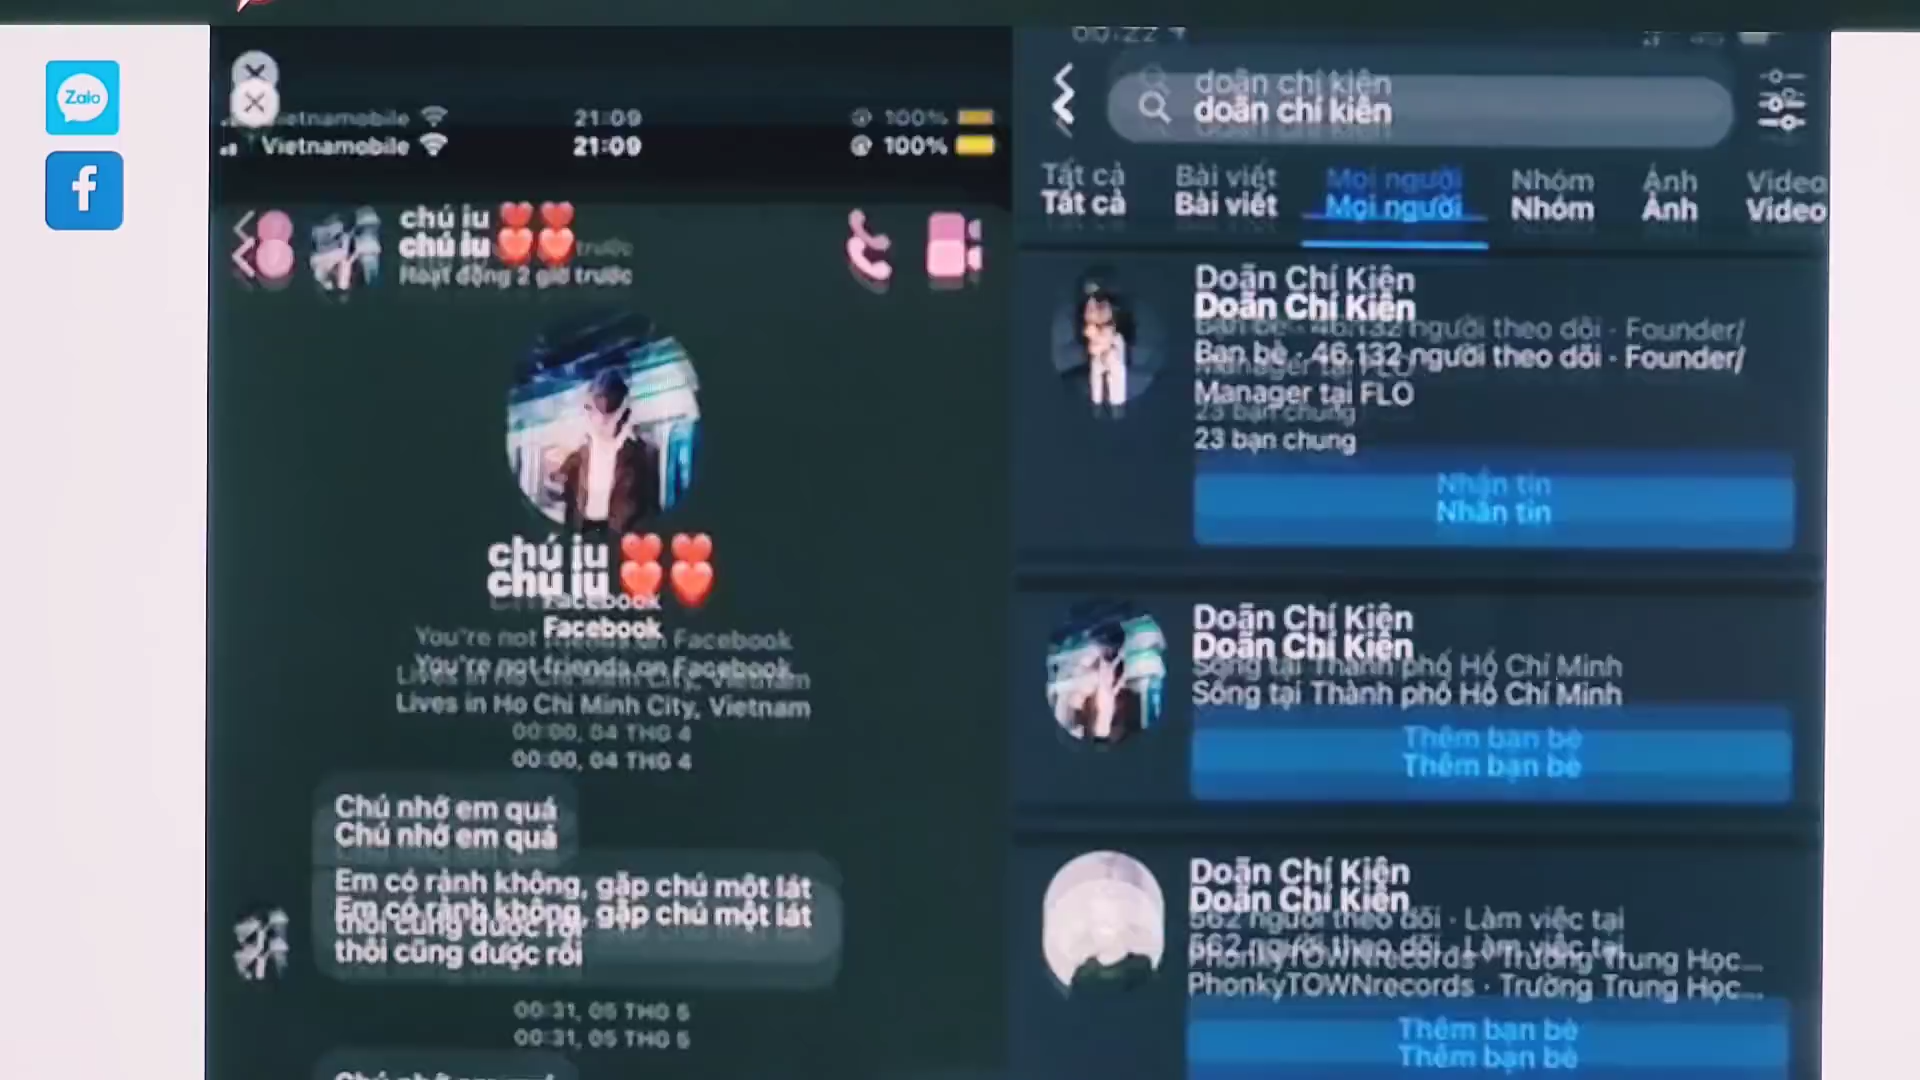 Zalo
f
Vietnamobile
21:09
100%
chú iu ❤️❤️
Hoạt động 2 giờ trước
chú iu ❤️❤️
Facebook
You're not friends on Facebook
Lives in Ho Chi Minh City, Vietnam
00:00, 04 THG 4
Chú nhớ em quá
Em có rảnh không, gặp chú một lát
thôi cũng được rồi
00:31, 05 THG 5
Chú nhớ em quá
00:22
doãn chí kiên
Tất cả
Bài viết
Mọi người
Nhóm
Ảnh
Video
Doãn Chí Kiên
Bạn bè · 46.132 người theo dõi · Founder/
Manager tại FLO
23 bạn chung
Nhắn tin
Doãn Chí Kiên
Sống tại Thành phố Hồ Chí Minh
Thêm bạn bè
Doãn Chí Kiên
562 người theo dõi · Làm việc tại
PhonkyTOWNrecords · Trường Trung Học...
Thêm bạn bè